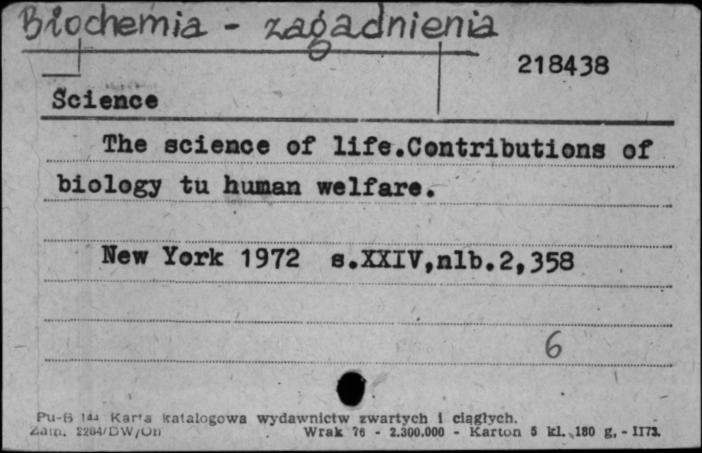 Biochemia - zagadnienia
218438
Science
The science of life.Contributions of
biology tu human welfare.
New York 1972 s.XXIV,nlb.2,358
6
Pu-B 144 Karta katalogowa wydawnictw zwartych i ciągłych.
Zam. 2264/DW/Un Wrak 76 - 2.300.000 - Karton 5 kl. 180 g. - II73.